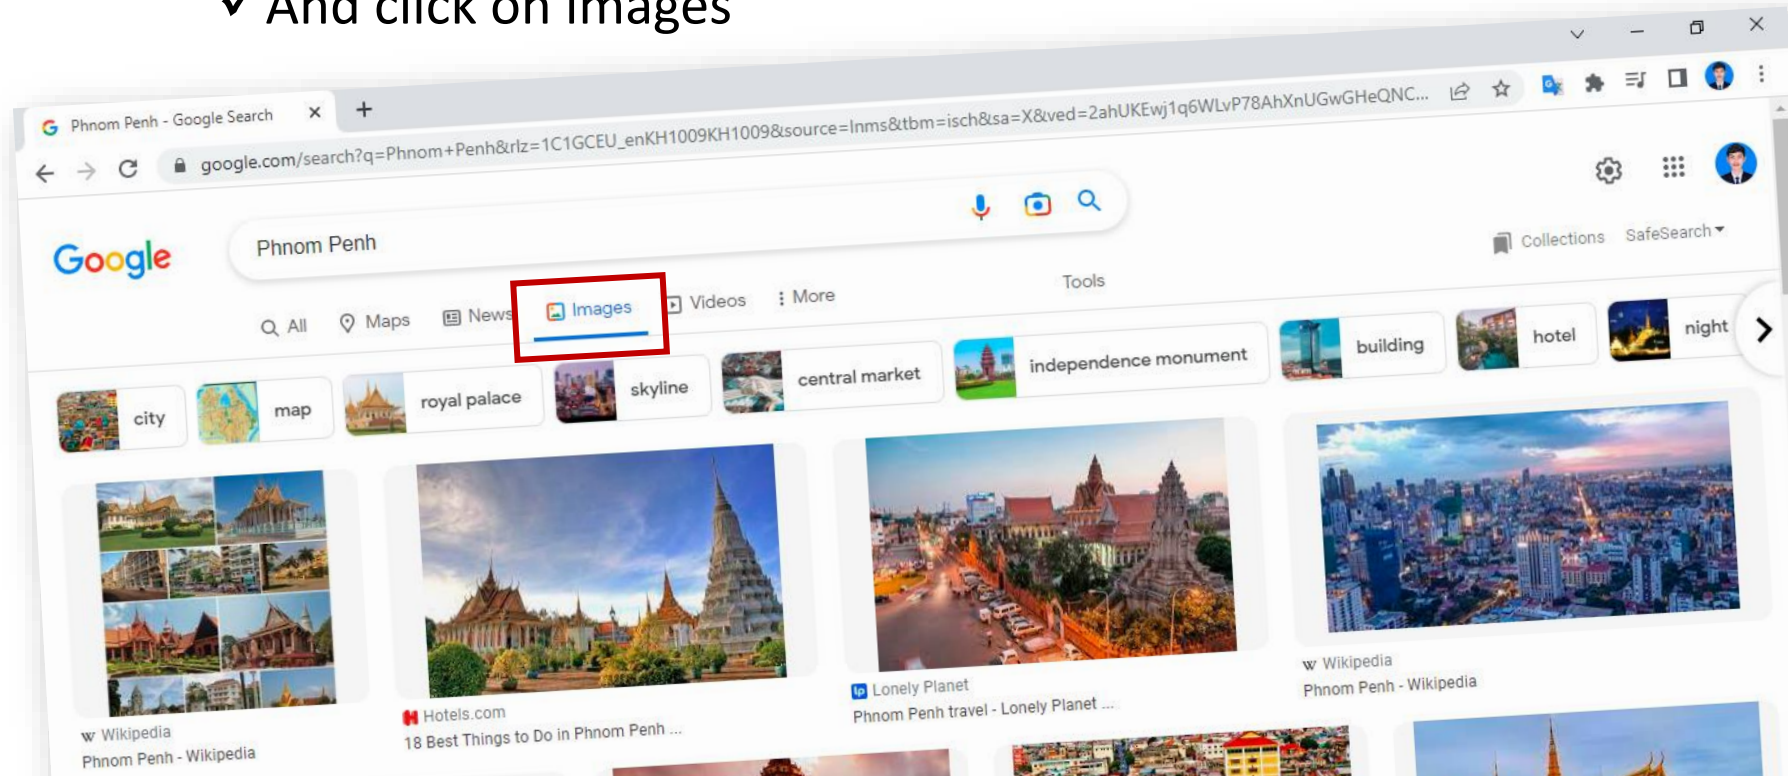 ✓ And click on Images
Phnom Penh - Google Search
google.com/search?q=Phnom+Penh&rlz=1C1GCEU_enKH1009KH1009&source=lnms&tbm=isch&sa=X&ved=2ahUKEwj1q6WLvP78AhXnUGwGHeQNC...
Google
Phnom Penh
Collections SafeSearch
All Maps News Images Videos More Tools
city map royal palace skyline central market independence monument building hotel night
Wikipedia
Phnom Penh - Wikipedia
Hotels.com
18 Best Things to Do in Phnom Penh ...
Lonely Planet
Phnom Penh travel - Lonely Planet ...
Wikipedia
Phnom Penh - Wikipedia